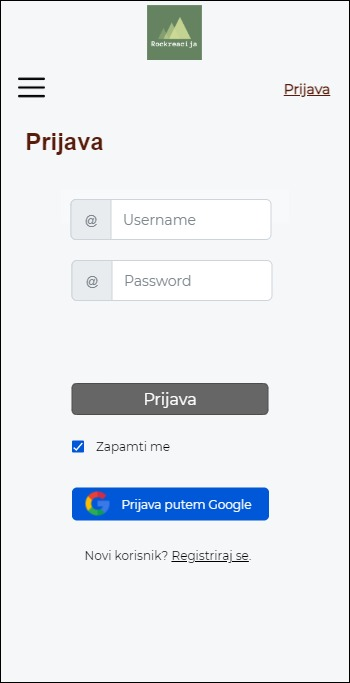 Rockreacija
Prijava
Prijava
@ Username
@ Password
Prijava
Zapamti me
Prijava putem Google
Novi korisnik? Registriraj se.